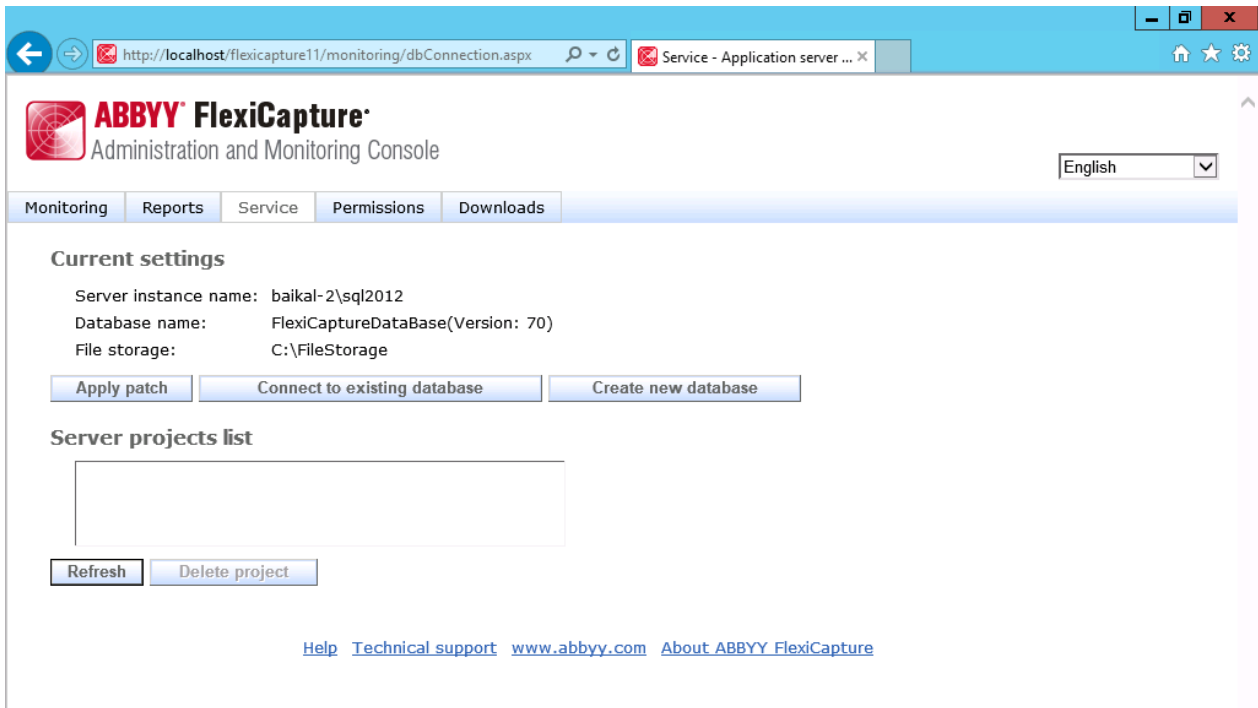 http://localhost/flexicapture11/monitoring/dbConnection.aspx
Service - Application server ...
ABBYY® FlexiCapture·
Administration and Monitoring Console
English
Monitoring Reports Service Permissions Downloads
Current settings
Server instance name: baikal-2\sql2012
Database name: FlexiCaptureDataBase(Version: 70)
File storage: C:\FileStorage
Apply patch Connect to existing database Create new database
Server projects list
Refresh Delete project
Help Technical support www.abbyy.com About ABBYY FlexiCapture